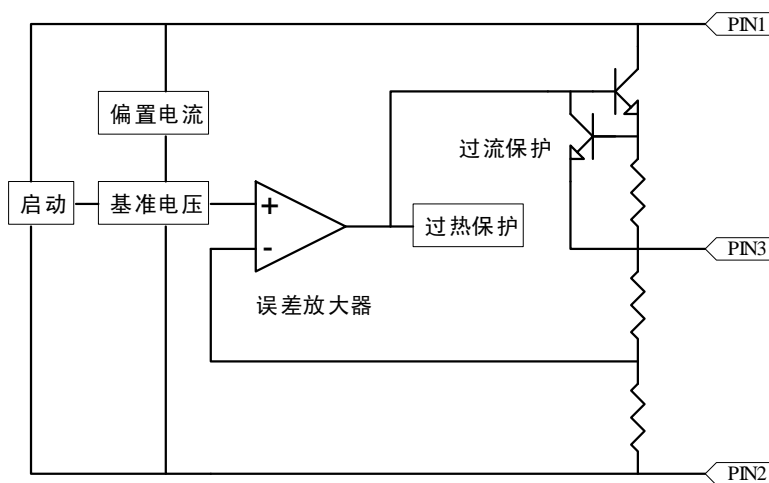 PIN1
偏置电流
过流保护
启动
基准电压
+
过热保护
-
PIN3
误差放大器
PIN2